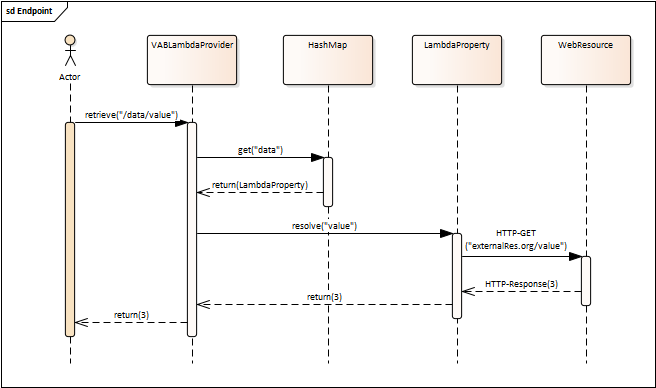 sd Endpoint
Actor
VABLambdaProvider
HashMap
LambdaProperty
WebResource
retrieve("/data/value")
get("data")
return(LambdaProperty)
resolve("value")
HTTP-GET
("externalRes.org/value")
HTTP-Response(3)
return(3)
return(3)